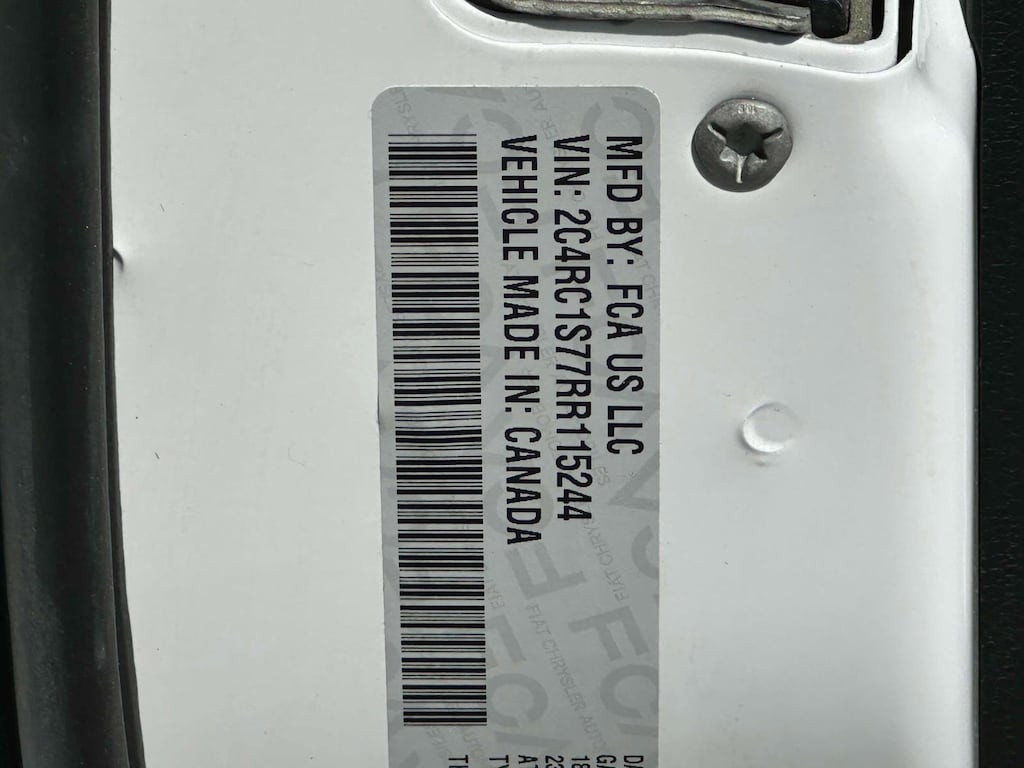 MFD BY: FCA US LLC
VIN: 2C4RC1S77RR115244
VEHICLE MADE IN: CANADA